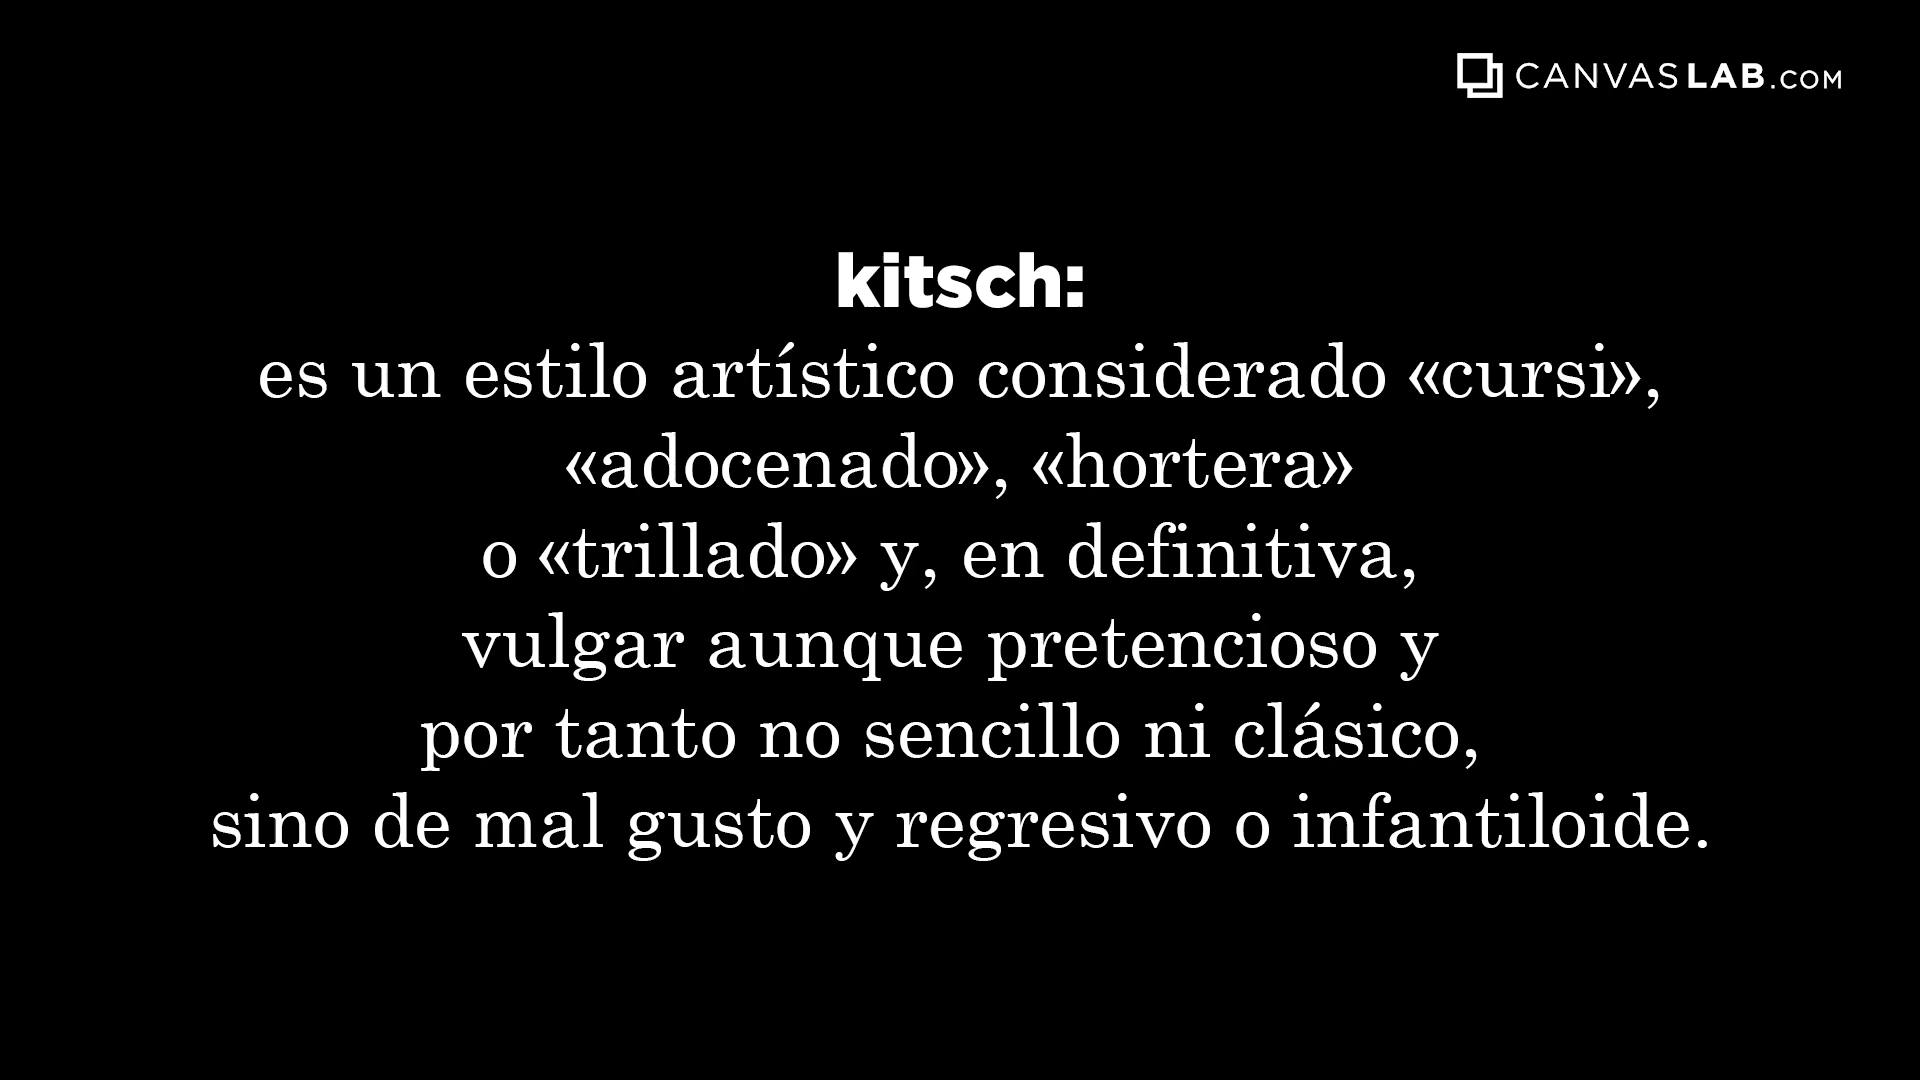 CANVASLAB.COM
kitsch:
es un estilo artístico considerado «cursi»,
«adocenado», «hortera»
o «trillado» y, en definitiva,
vulgar aunque pretencioso y
por tanto no sencillo ni clásico,
sino de mal gusto y regresivo o infantiloide.